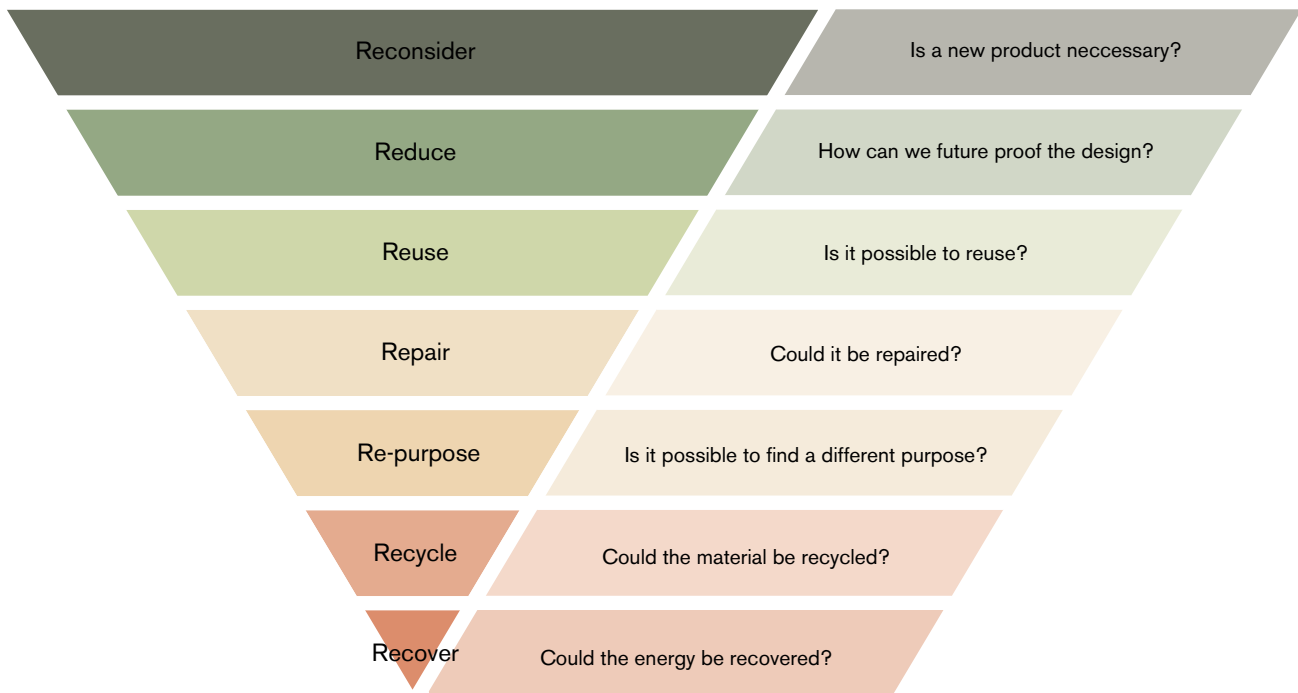 Reconsider
Is a new product neccessary?
Reduce
How can we future proof the design?
Reuse
Is it possible to reuse?
Repair
Could it be repaired?
Re-purpose
Is it possible to find a different purpose?
Recycle
Could the material be recycled?
Recover
Could the energy be recovered?